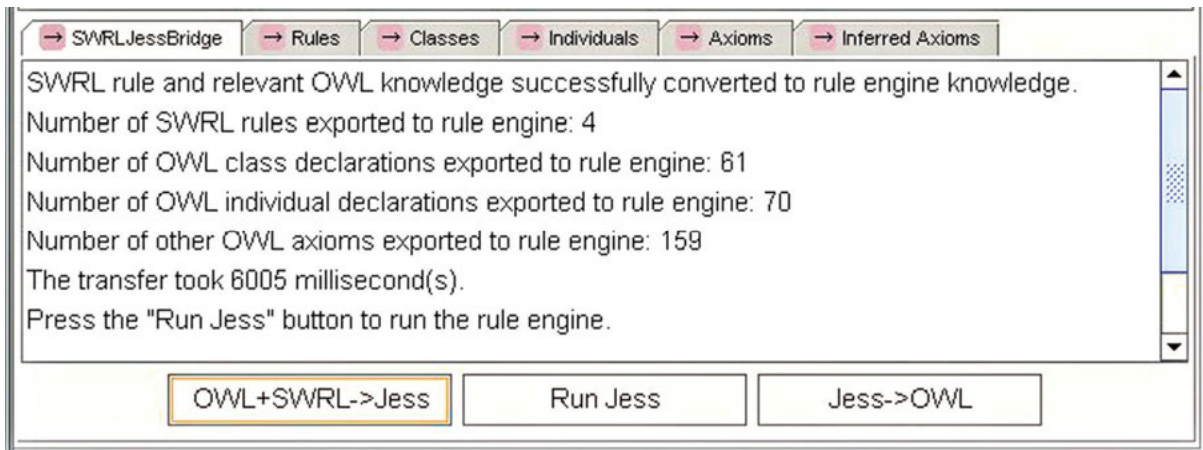 → SWRLJessBridge → Rules → Classes → Individuals → Axioms → Inferred Axioms
SWRL rule and relevant OWL knowledge successfully converted to rule engine knowledge.
Number of SWRL rules exported to rule engine: 4
Number of OWL class declarations exported to rule engine: 61
Number of OWL individual declarations exported to rule engine: 70
Number of other OWL axioms exported to rule engine: 159
The transfer took 6005 millisecond(s).
Press the "Run Jess" button to run the rule engine.
OWL+SWRL->Jess Run Jess Jess->OWL